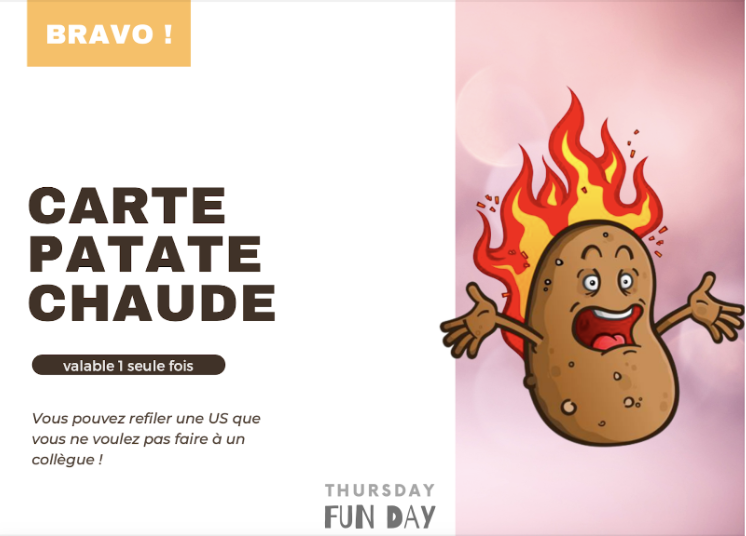 BRAVO !
CARTE
PATATE
CHAUDE
valable 1 seule fois
Vous pouvez refiler une US que
vous ne voulez pas faire à un
collègue !
THURSDAY
FUN DAY